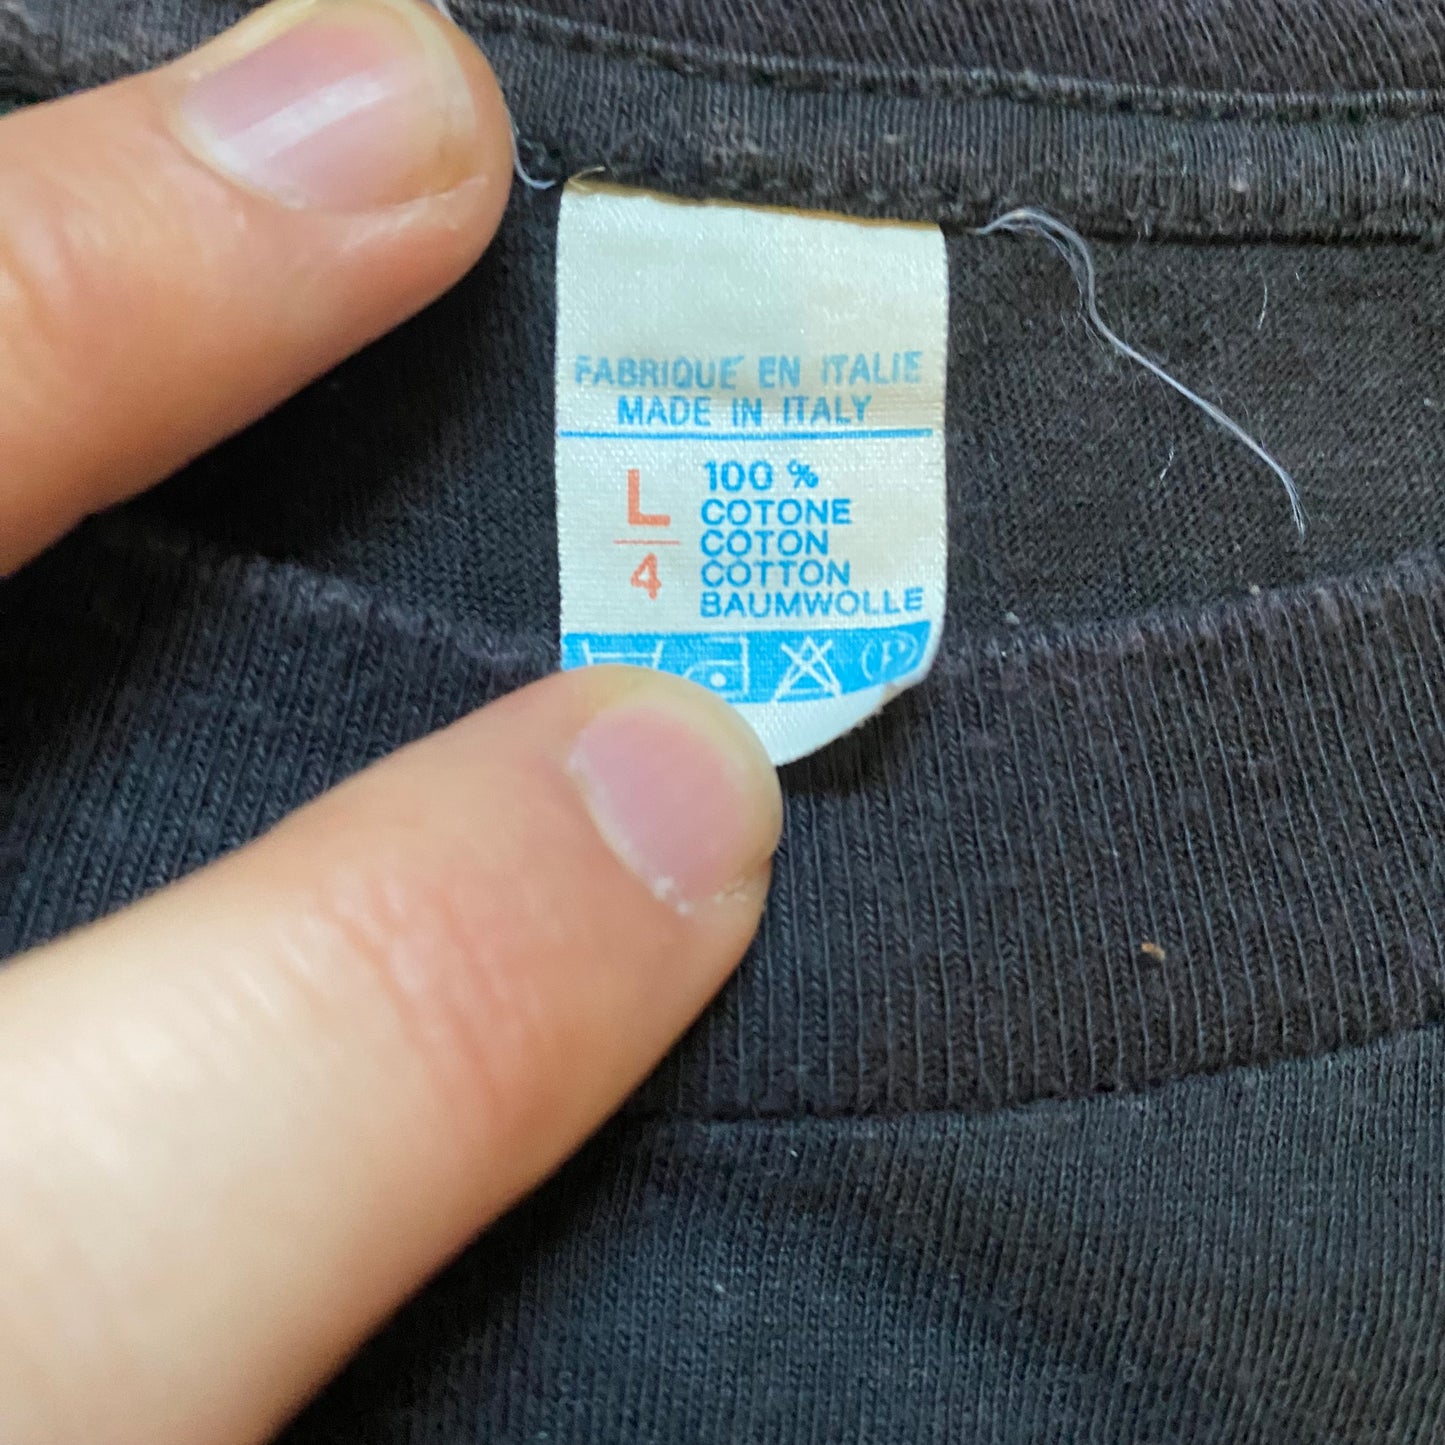 FABRIQUE EN ITALIE
MADE IN ITALY
L
4
100 %
COTONE
COTON
COTTON
BAUMWOLLE